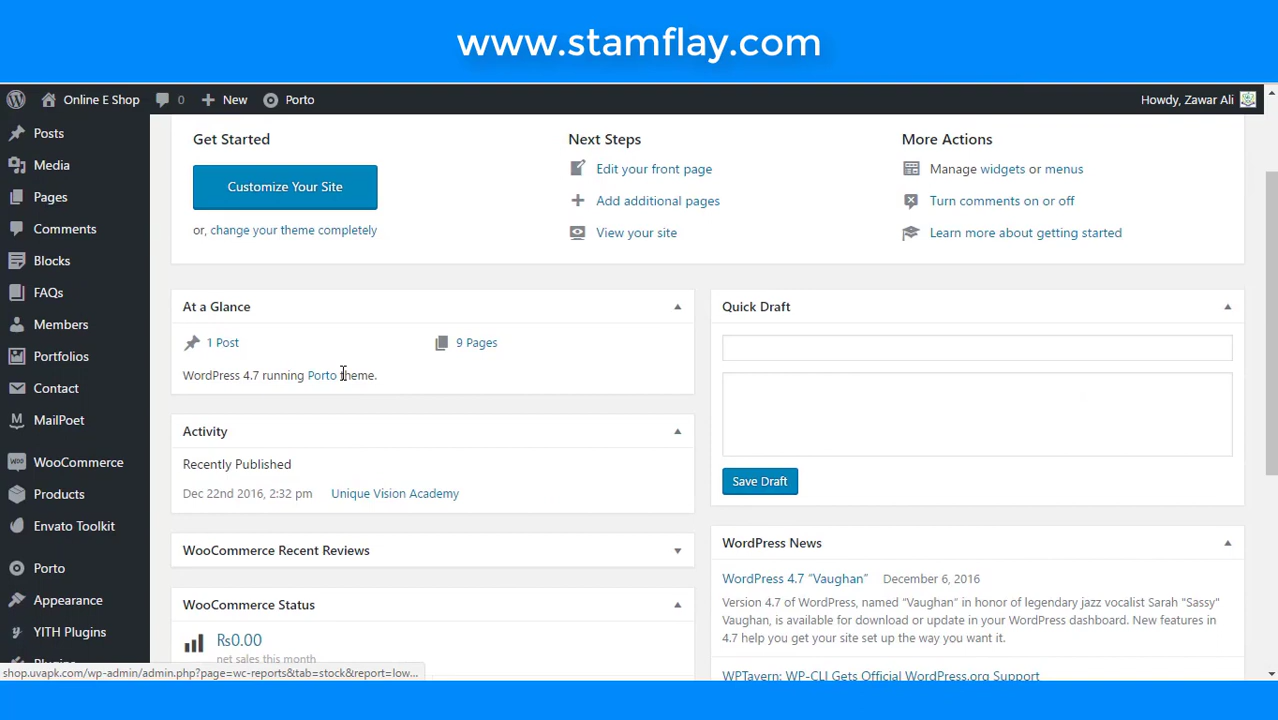 www.stamflay.com
Online E Shop 0 New Porto Howdy, Zawar Ali
Posts
Media
Pages
Comments
Blocks
FAQs
Members
Portfolios
Contact
MailPoet
WooCommerce
Products
Envato Toolkit
Porto
Appearance
YITH Plugins
Get Started
Customize Your Site
or, change your theme completely
Next Steps
Edit your front page
Add additional pages
View your site
More Actions
Manage widgets or menus
Turn comments on or off
Learn more about getting started
At a Glance
1 Post 9 Pages
WordPress 4.7 running Porto theme.
Activity
Recently Published
Dec 22nd 2016, 2:32 pm Unique Vision Academy
WooCommerce Recent Reviews
WooCommerce Status
₨0.00
net sales this month
Quick Draft
Save Draft
WordPress News
WordPress 4.7 “Vaughan” December 6, 2016
Version 4.7 of WordPress, named “Vaughan” in honor of legendary jazz vocalist Sarah "Sassy"
Vaughan, is available for download or update in your WordPress dashboard. New features in
4.7 help you get your site set up the way you want it.
WPTavern: WP-CLI Gets Official WordPress.org Support
shop.uvapk.com/wp-admin/admin.php?page=wc-reports&tab=stock&report=low...